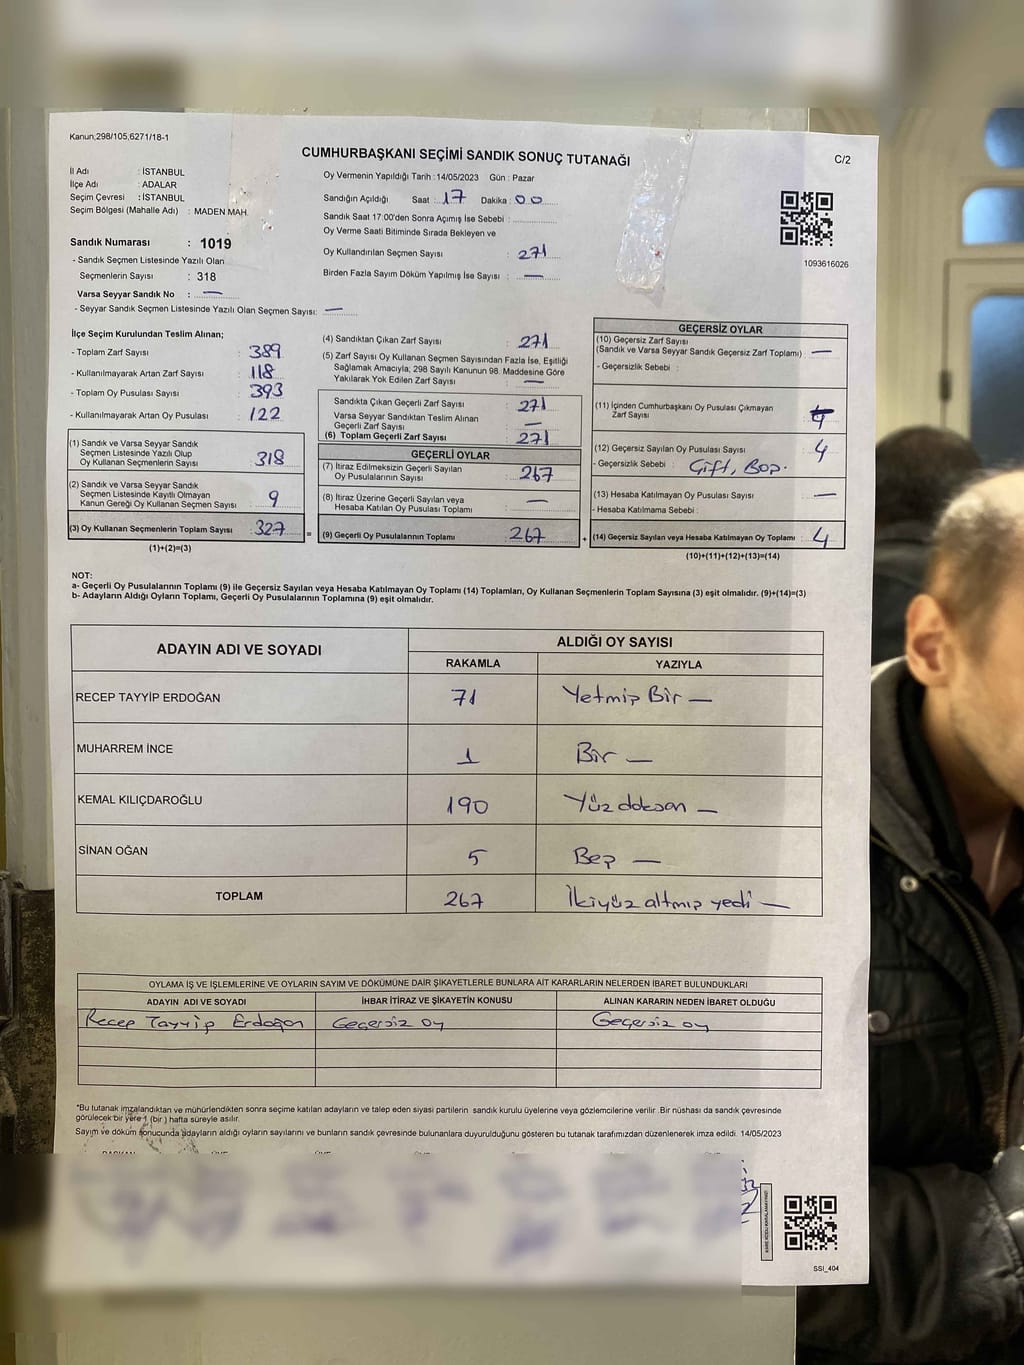 Kanun;298/105;6271/18-1
CUMHURBAŞKANI SEÇİMİ SANDIK SONUÇ TUTANAĞI
C/2
İl Adı : İSTANBUL
İlçe Adı : ADALAR
Seçim Çevresi : İSTANBUL
Seçim Bölgesi (Mahalle Adı) : MADEN MAH.
Sandık Numarası : 1019
- Sandık Seçmen Listesinde Yazılı Olan
Seçmenlerin Sayısı : 318
Varsa Seyyar Sandık No : —
- Seyyar Sandık Seçmen Listesinde Yazılı Olan Seçmen Sayısı: —
Oy Vermenin Yapıldığı Tarih :14/05/2023 Gün : Pazar
Sandığın Açıldığı Saat : 17 Dakika : 00
Sandık Saat 17:00'den Sonra Açımış İse Sebebi :
Oy Verme Saati Bitiminde Sırada Bekleyen ve
Oy Kullandırılan Seçmen Sayısı : 271
Birden Fazla Sayım Döküm Yapılmış İse Sayısı : —
1093616026
İlçe Seçim Kurulundan Teslim Alınan;
- Toplam Zarf Sayısı : 389
- Kullanılmayarak Artan Zarf Sayısı : 118
- Toplam Oy Pusulası Sayısı : 393
- Kullanılmayarak Artan Oy Pusulası : 122
(1) Sandık ve Varsa Seyyar Sandık
Seçmen Listesinde Yazılı Olup
Oy Kullanan Seçmenlerin Sayısı : 318
(2) Sandık ve Varsa Seyyar Sandık
Seçmen Listesinde Kayıtlı Olmayan
Kanun Gereği Oy Kullanan Seçmen Sayısı : 9
(3) Oy Kullanan Seçmenlerin Toplam Sayısı : 327
(1)+(2)=(3)
(4) Sandıktan Çıkan Zarf Sayısı : 271
(5) Zarf Sayısı Oy Kullanan Seçmen Sayısından Fazla İse, Eşitliği
Sağlamak Amacıyla, 298 Sayılı Kanunun 98. Maddesine Göre
Yakılarak Yok Edilen Zarf Sayısı : —
Sandıkta Çıkan Geçerli Zarf Sayısı : 271
Varsa Seyyar Sandıktan Teslim Alınan
Geçerli Zarf Sayısı : —
(6) Toplam Geçerli Zarf Sayısı : 271
GEÇERLİ OYLAR
(7) İtiraz Edilmeksizin Geçerli Sayılan
Oy Pusulalarının Sayısı : 267
(8) İtiraz Üzerine Geçerli Sayılan veya
Hesaba Katılan Oy Pusulası Toplamı : —
= (9) Geçerli Oy Pusulalarının Toplamı : 267
GEÇERSİZ OYLAR
(10) Geçersiz Zarf Sayısı
(Sandık ve Varsa Seyyar Sandık Geçersiz Zarf Toplamı) : —
- Geçersizlik Sebebi :
(11) İçinden Cumhurbaşkanı Oy Pusulası Çıkmayan
Zarf Sayısı :
(12) Geçersiz Sayılan Oy Pusulası Sayısı : 4
- Geçersizlik Sebebi : Çift, Boş.
(13) Hesaba Katılmayan Oy Pusulası Sayısı : —
- Hesaba Katılmama Sebebi :
+ (14) Geçersiz Sayılan veya Hesaba Katılmayan Oy Toplamı : 4
(10)+(11)+(12)+(13)=(14)
NOT:
a- Geçerli Oy Pusulalarının Toplamı (9) ile Geçersiz Sayılan veya Hesaba Katılmayan Oy Toplamı (14) Toplamları, Oy Kullanan Seçmenlerin Toplam Sayısına (3) eşit olmalıdır. (9)+(14)=(3)
b- Adayların Aldığı Oyların Toplamı, Geçerli Oy Pusulalarının Toplamına (9) eşit olmalıdır.
ADAYIN ADI VE SOYADI ALDIĞI OY SAYISI
RAKAMLA YAZIYLA
RECEP TAYYİP ERDOĞAN 71 Yetmiş Bir —
MUHARREM İNCE 1 Bir —
KEMAL KILIÇDAROĞLU 190 Yüz doksan —
SİNAN OĞAN 5 Beş —
TOPLAM 267 İkiyüz altmış yedi —
OYLAMA İŞ VE İŞLEMLERİNE VE OYLARIN SAYIM VE DÖKÜMÜNE DAİR ŞİKAYETLERLE BUNLARA AİT KARARLARIN NELERDEN İBARET BULUNDUKLARI
ADAYIN ADI VE SOYADI İHBAR İTİRAZ VE ŞİKAYETİN KONUSU ALINAN KARARIN NEDEN İBARET OLDUĞU
Recep Tayyip Erdoğan Geçersiz oy Geçersiz oy
*Bu tutanak imzalandıktan ve mühürlendikten sonra seçime katılan adayların ve talep eden siyasi partilerin sandık kurulu üyelerine veya gözlemcilerine verilir .Bir nüshası da sandık çevresinde
görülecek bir yere 1 (bir ) hafta süreyle asılır.
Sayım ve döküm sonucunda adayların aldığı oyların sayılarını ve bunların sandık çevresinde bulunanlara duyurulduğunu gösteren bu tutanak tarafımızdan düzenlenerek imza edildi. 14/05/2023
SSI_404